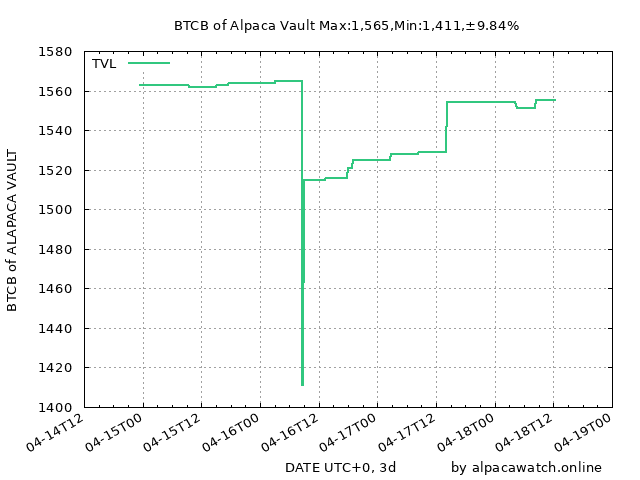 BTCB of Alpaca Vault Max:1,565,Min:1,411,±9.84%
TVL
1580
1560
1540
1520
1500
1480
1460
1440
1420
1400
BTCB of ALAPACA VAULT
04-14T12
04-15T00
04-15T12
04-16T00
04-16T12
04-17T00
04-17T12
04-18T00
04-18T12
04-19T00
DATE UTC+0, 3d
by alpacawatch.online